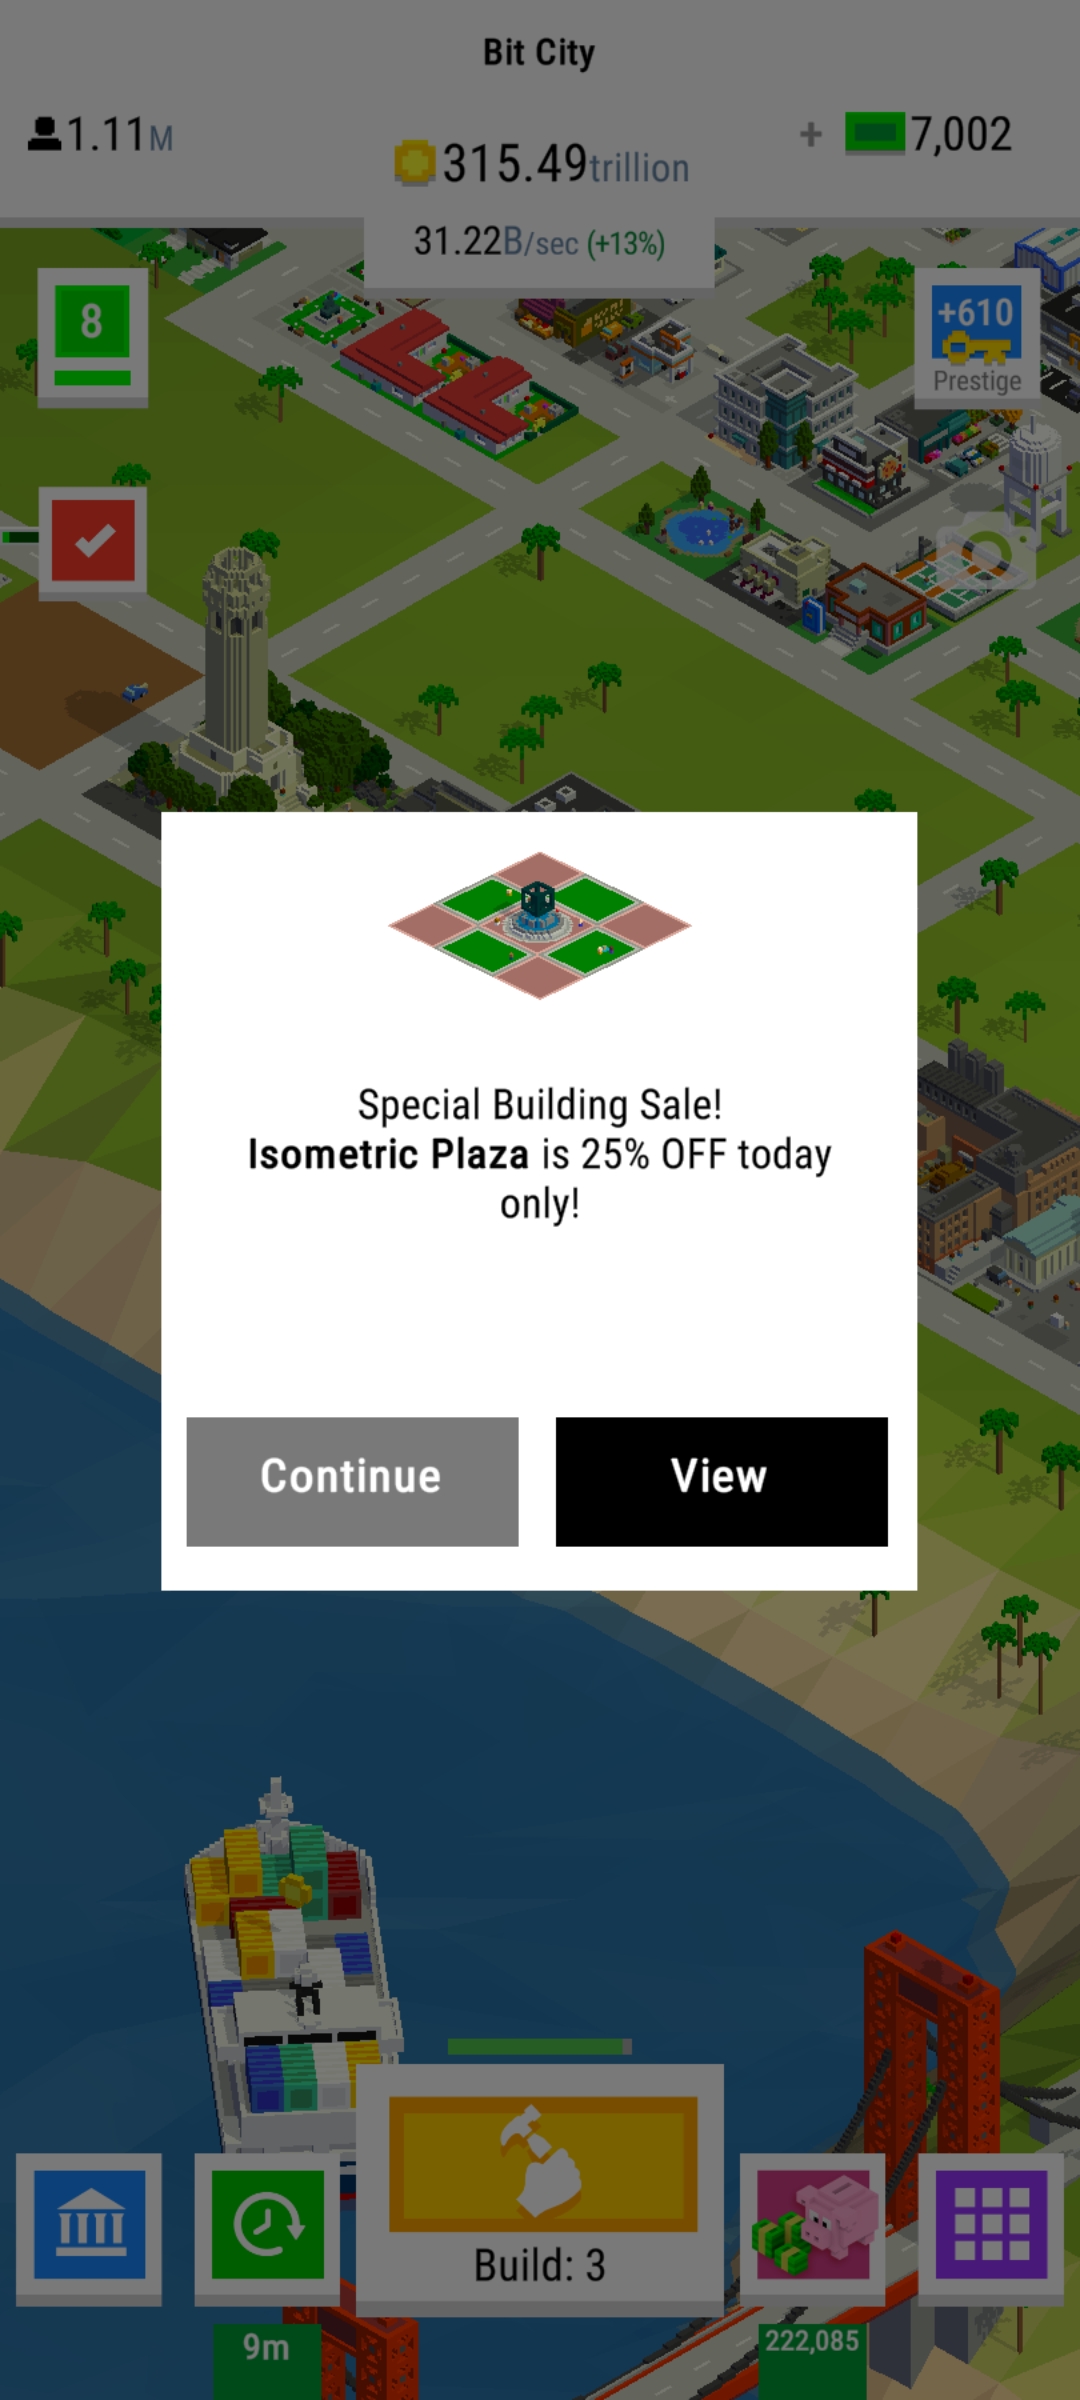 Bit City
1.11M
315.49trillion
+ 7,002
31.22B/sec (+13%)
8
+610
Prestige
Special Building Sale!
Isometric Plaza is 25% OFF today
only!
Continue
View
Build: 3
9m
222,085